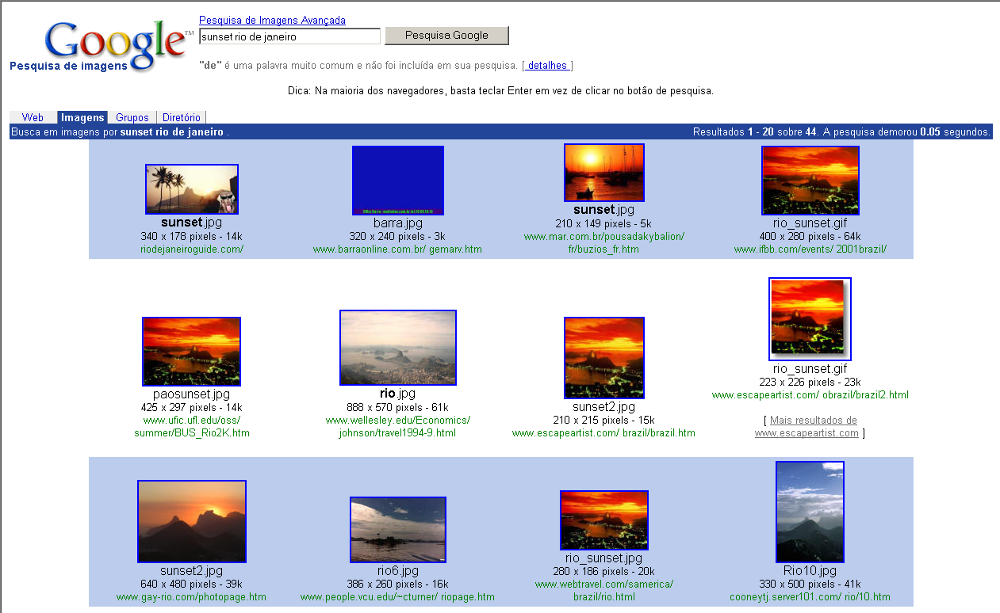 Pesquisa de Imagens Avançada
Google™
sunset rio de janeiro
Pesquisa Google
Pesquisa de imagens
"de" é uma palavra muito comum e não foi incluída em sua pesquisa. [ detalhes ]
Dica: Na maioria dos navegadores, basta teclar Enter em vez de clicar no botão de pesquisa.
Web Imagens Grupos Diretório
Busca em imagens por sunset rio de janeiro . Resultados 1 - 20 sobre 44. A pesquisa demorou 0.05 segundos.
sunset.jpg
340 x 178 pixels - 14k
riodejaneiroguide.com/
barra.jpg
320 x 240 pixels - 3k
www.barraonline.com.br/ gemarv.htm
sunset.jpg
210 x 149 pixels - 5k
www.mar.com.br/pousadakybalion/
fr/buzios_fr.htm
rio_sunset.gif
400 x 280 pixels - 64k
www.ifbb.com/events/ 2001brazil/
paosunset.jpg
425 x 297 pixels - 14k
www.ufic.ufl.edu/oss/
summer/BUS_Rio2K.htm
rio.jpg
888 x 570 pixels - 61k
www.wellesley.edu/Economics/
johnson/travel1994-9.html
sunset2.jpg
210 x 215 pixels - 15k
www.escapeartist.com/ brazil/brazil.htm
rio_sunset.gif
223 x 226 pixels - 23k
www.escapeartist.com/ obrazil/brazil2.html
[ Mais resultados de
www.escapeartist.com ]
sunset2.jpg
640 x 480 pixels - 39k
www.gay-rio.com/photopage.htm
rio6.jpg
386 x 260 pixels - 16k
www.people.vcu.edu/~cturner/ riopage.htm
rio_sunset.jpg
280 x 186 pixels - 20k
www.webtravel.com/samerica/
brazil/rio.html
Rio10.jpg
330 x 500 pixels - 41k
cooneytj.server101.com/ rio/10.htm